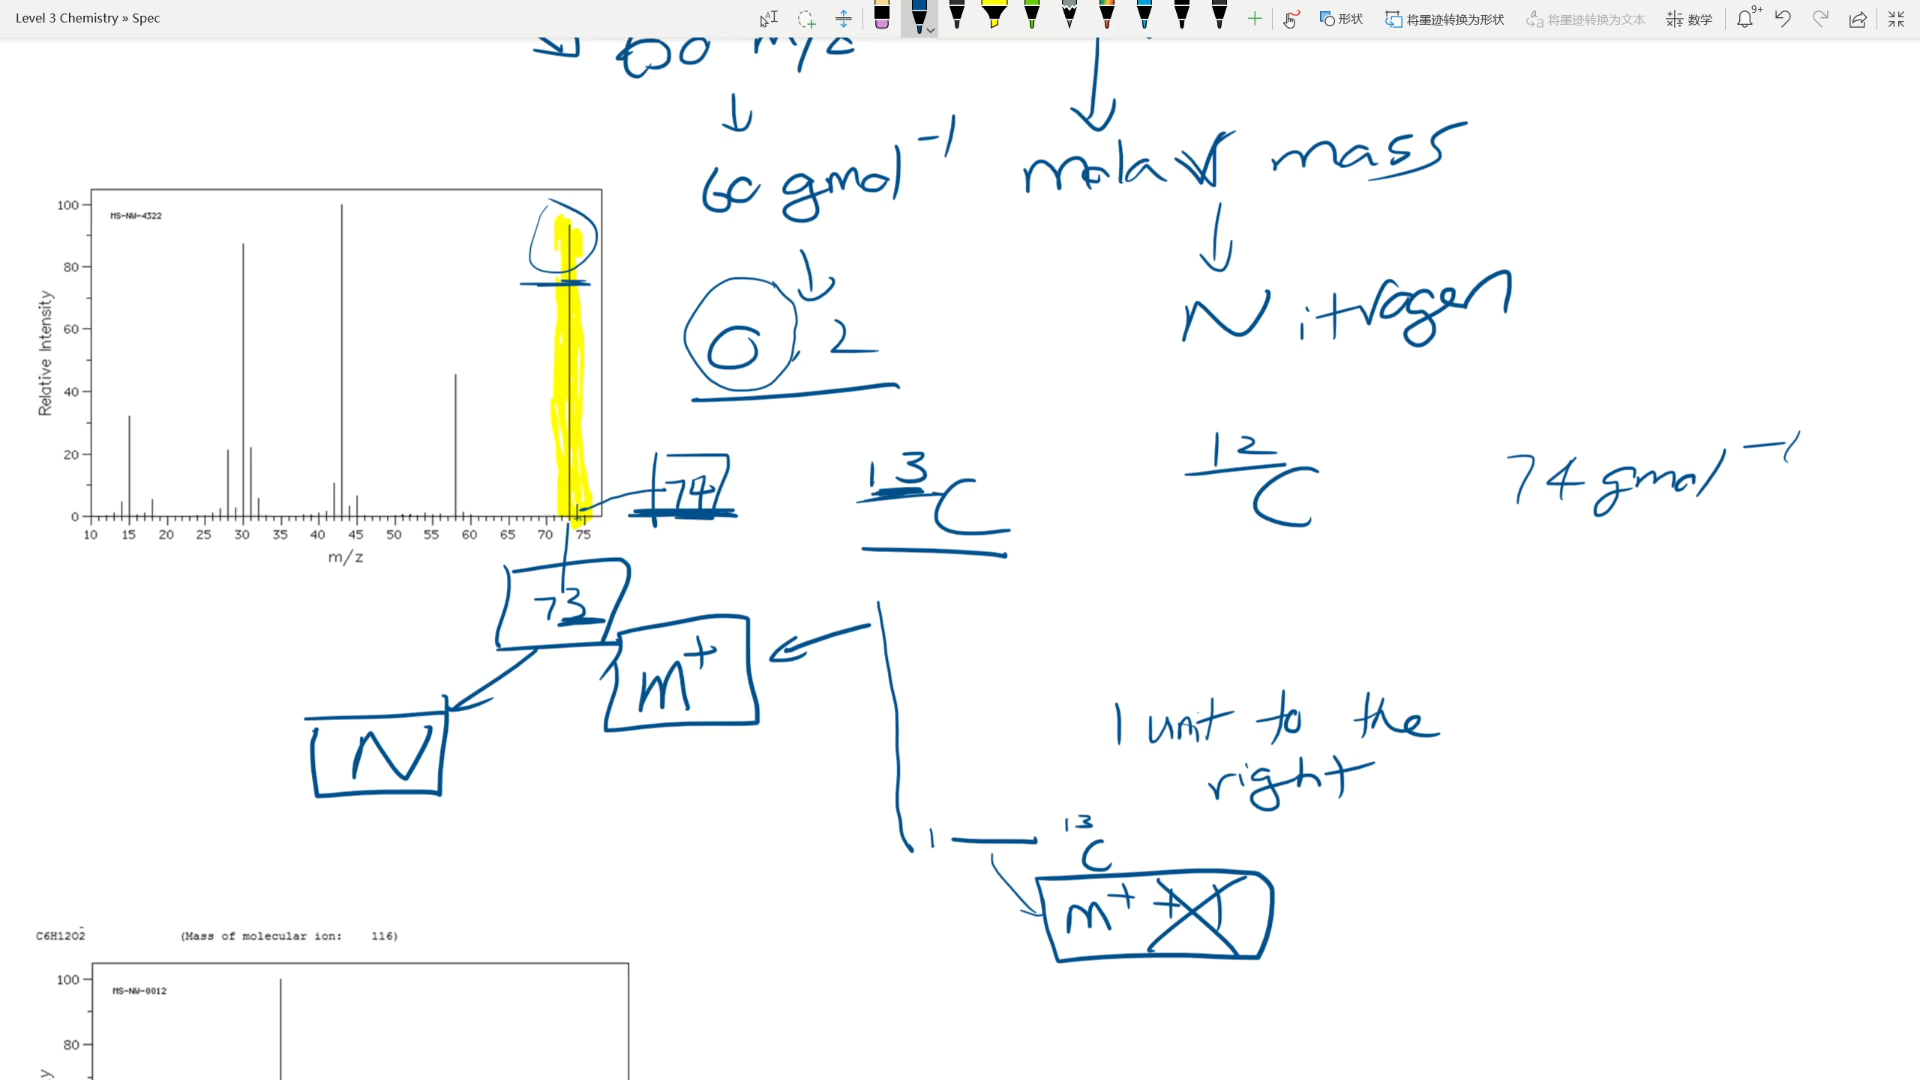 Level 3 Chemistry » Spec
形状
将墨迹转换为形状
将墨迹转换为文本
数学
9+
60 m/z
60 gmol⁻¹
molar mass
Nitrogen
0, 2
MS-NW-4322
100
80
60
40
20
0
Relative Intensity
10 15 20 25 30 35 40 45 50 55 60 65 70 75
m/z
74
¹³C
¹²C
74 gmol⁻¹
73
m⁺
N
1 unit to the
right
1
¹³C
m⁺ +1
C6H12O2 (Mass of molecular ion: 116)
MS-NW-0012
100
80